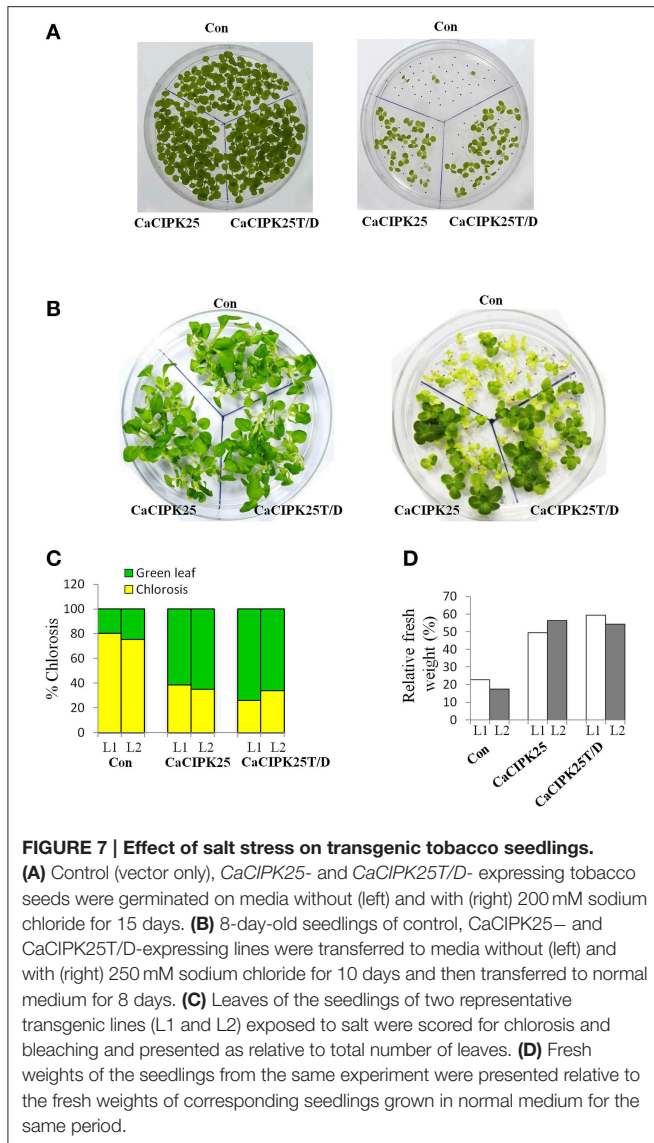 A
Con
CaCIPK25 CaCIPK25T/D CaCIPK25 CaCIPK25T/D
B
Con Con
CaCIPK25 CaCIPK25T/D CaCIPK25 CaCIPK25T/D
C
Green leaf
Chlorosis
% Chlorosis
120
100
80
60
40
20
0
L1 L2 L1 L2 L1 L2
Con CaCIPK25 CaCIPK25T/D
D
Relative fresh
weight (%)
70
60
50
40
30
20
10
0
L1 L2 L1 L2 L1 L2
Con CaCIPK25 CaCIPK25T/D
FIGURE 7 | Effect of salt stress on transgenic tobacco seedlings.
(A) Control (vector only), CaCIPK25- and CaCIPK25T/D- expressing tobacco
seeds were germinated on media without (left) and with (right) 200 mM sodium
chloride for 15 days. (B) 8-day-old seedlings of control, CaCIPK25– and
CaCIPK25T/D-expressing lines were transferred to media without (left) and
with (right) 250 mM sodium chloride for 10 days and then transferred to normal
medium for 8 days. (C) Leaves of the seedlings of two representative
transgenic lines (L1 and L2) exposed to salt were scored for chlorosis and
bleaching and presented as relative to total number of leaves. (D) Fresh
weights of the seedlings from the same experiment were presented relative to
the fresh weights of corresponding seedlings grown in normal medium for the
same period.